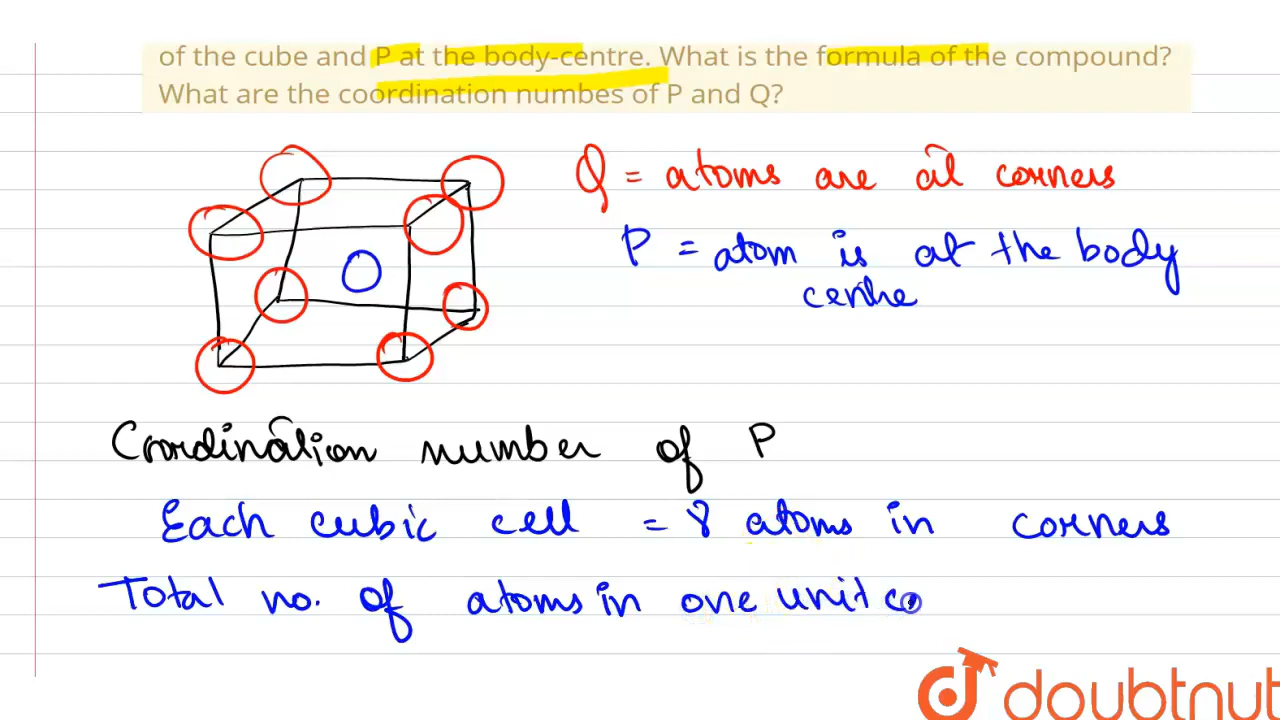 of the cube and P at the body-centre. What is the formula of the compound?
What are the coordination numbes of P and Q?
Q = atoms are at corners
P = atom is at the body
centre
Coordination number of P
Each cubic cell = 8 atoms in corners
Total no. of atoms in one unit ce
doubtnut